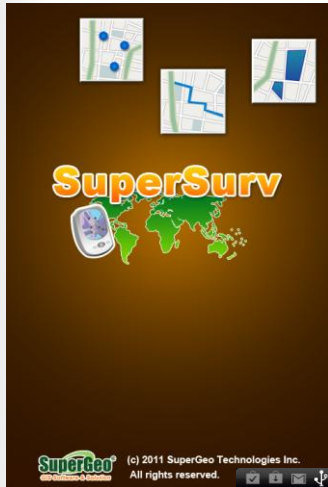 SuperSurv
SuperGeo®
GIS Software & Solution
(c) 2011 SuperGeo Technologies Inc.
All rights reserved.